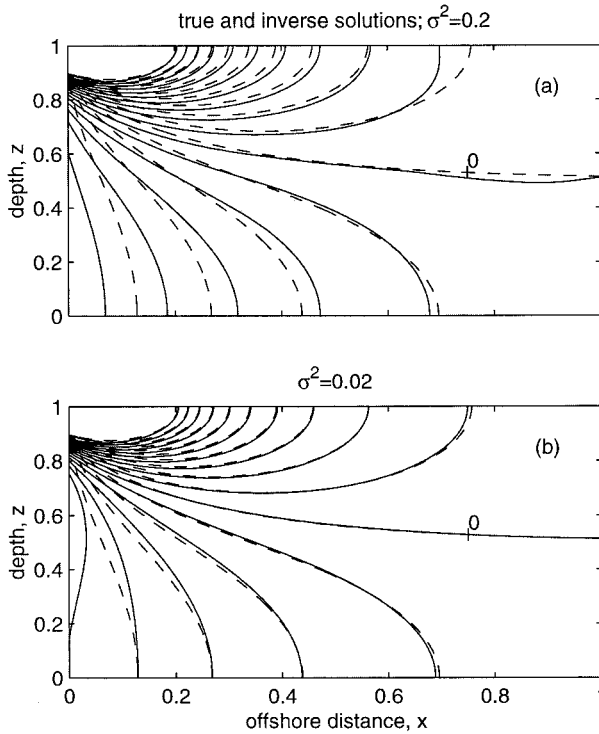 true and inverse solutions; σ²=0.2
1
0.8
0.6
0.4
0.2
0
depth, z
(a)
0
σ²=0.02
1
0.8
0.6
0.4
0.2
0
depth, z
(b)
0
0
0.2
0.4
0.6
0.8
offshore distance, x